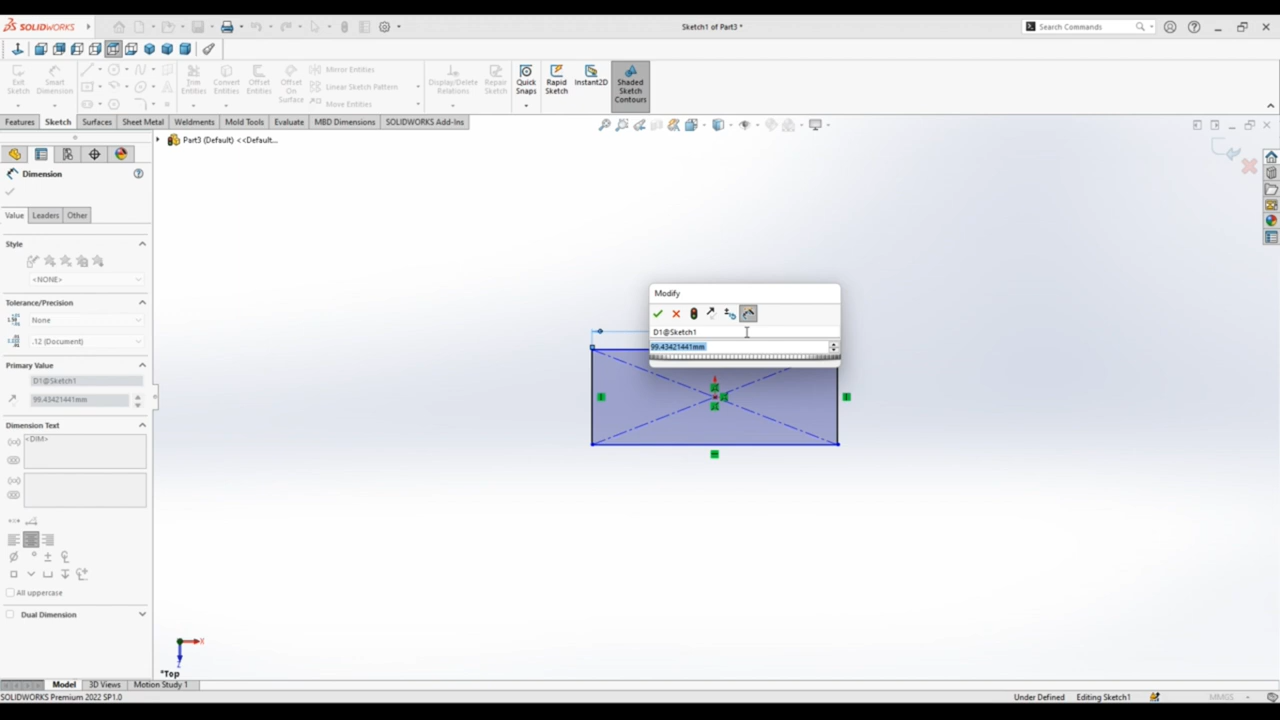 SOLIDWORKS
Sketch1 of Part3 *
Search Commands
Exit Sketch
Smart Dimension
Trim Entities
Convert Entities
Offset Entities
Offset On Surface
Mirror Entities
Linear Sketch Pattern
Move Entities
Display/Delete Relations
Repair Sketch
Quick Snaps
Rapid Sketch
Instant2D
Shaded Sketch Contours
Features
Sketch
Surfaces
Sheet Metal
Weldments
Mold Tools
Evaluate
MBD Dimensions
SOLIDWORKS Add-Ins
Part3 (Default) <<Default...
Dimension
Value
Leaders
Other
Style
<NONE>
Tolerance/Precision
None
.12 (Document)
Primary Value
D1@Sketch1
99.43421441mm
Dimension Text
<DIM>
All uppercase
Dual Dimension
Modify
D1@Sketch1
99.43421441mm
X
Z
*Top
Model
3D Views
Motion Study 1
SOLIDWORKS Premium 2022 SP1.0
Under Defined
Editing Sketch1
MMGS